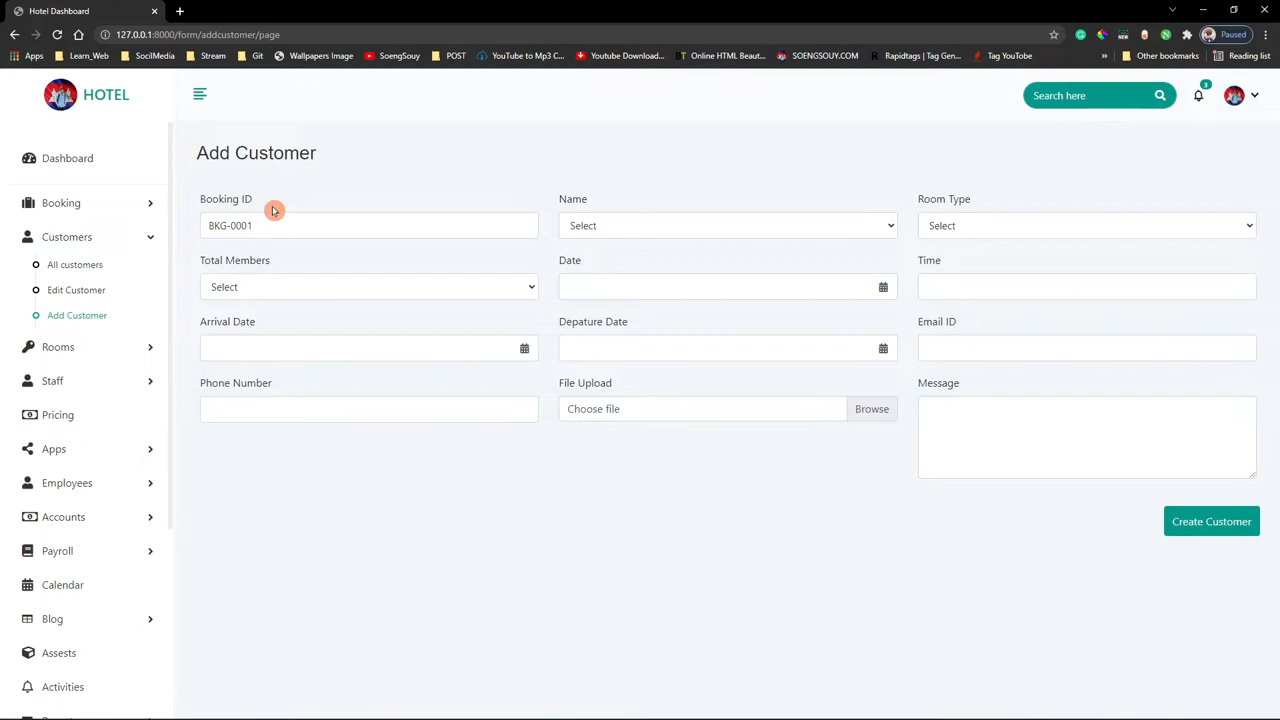 Hotel Dashboard
127.0.0.1:8000/form/addcustomer/page
Paused
Apps
Learn_Web
SocilMedia
Stream
Git
Wallpapers Image
SoengSouy
POST
YouTube to Mp3 C...
Youtube Download...
Online HTML Beaut...
SOENGSOUY.COM
Rapidtags | Tag Gen...
Tag YouTube
»
Other bookmarks
Reading list
HOTEL
Search here
3
Dashboard
Booking
Customers
All customers
Edit Customer
Add Customer
Rooms
Staff
Pricing
Apps
Employees
Accounts
Payroll
Calendar
Blog
Assests
Activities
Add Customer
Booking ID
BKG-0001
Name
Select
Room Type
Select
Total Members
Select
Date
Time
Arrival Date
Depature Date
Email ID
Phone Number
File Upload
Choose file
Browse
Message
Create Customer